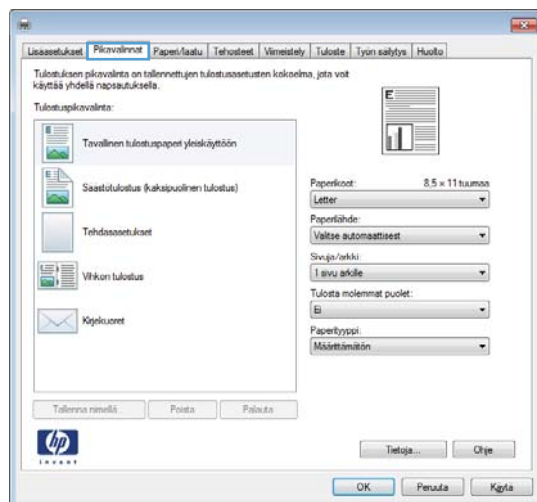 Lisäasetukset Pikavalinnat Paperi/laatu Tehosteet Viimeistely Tuloste Työn säilytys Huolto
Tulostuksen pikavalinta on tallennettujen tulostusasetusten kokoelma, jota voit
käyttää yhdellä napsautuksella.
Tulostuspikavalinta:
E
Tavallinen tulostuspaperi yleiskäyttöön
Säästötulostus (kaksipuolinen tulostus)
Tehdasasetukset
Vihkon tulostus
Kirjekuoret
Paperikoot: 8,5 × 11 tuumaa
Letter
Paperilähde:
Valitse automaattisest
Sivuja/arkki:
1 sivu arkille
Tulosta molemmat puolet:
Ei
Paperityyppi:
Määrittämätön
Tallenna nimellä... Poista Palauta
hp
invent
Tietoja... Ohje
OK Peruuta Käytä